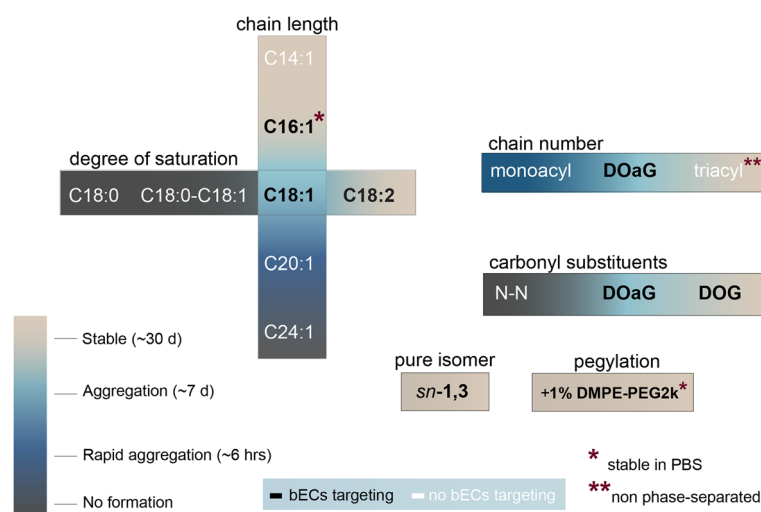 chain length
C14:1
C16:1*
degree of saturation
C18:0 C18:0-C18:1 C18:1 C18:2
C20:1
C24:1
chain number
monoacyl DOaG triacyl**
carbonyl substituents
N-N DOaG DOG
pure isomer
sn-1,3
pegylation
+1% DMPE-PEG2k*
Stable (~30 d)
Aggregation (~7 d)
Rapid aggregation (~6 hrs)
No formation
bECs targeting no bECs targeting
* stable in PBS
** non phase-separated